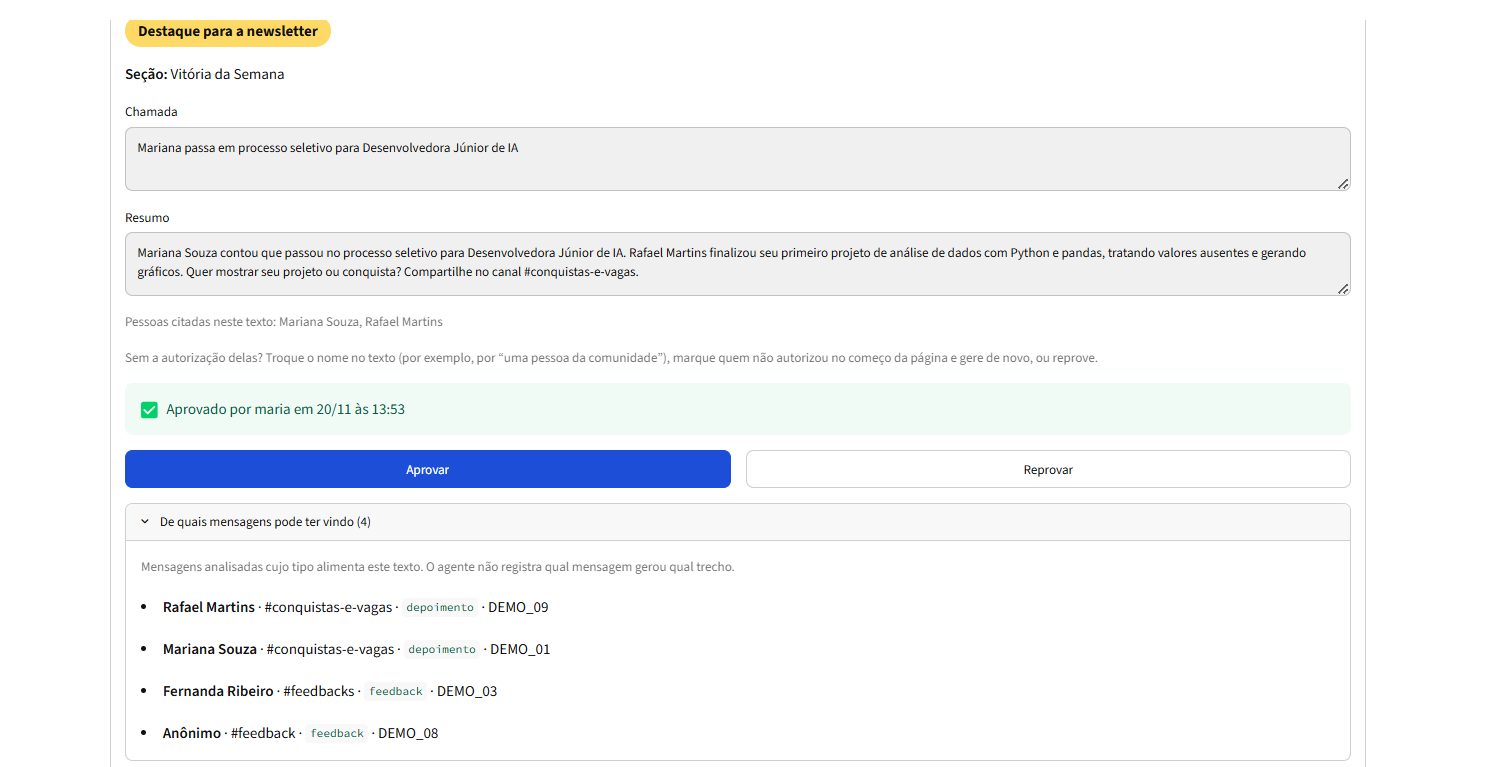 Destaque para a newsletter
Seção: Vitória da Semana
Chamada
Mariana passa em processo seletivo para Desenvolvedora Júnior de IA
Resumo
Mariana Souza contou que passou no processo seletivo para Desenvolvedora Júnior de IA. Rafael Martins finalizou seu primeiro projeto de análise de dados com Python e pandas, tratando valores ausentes e gerando
gráficos. Quer mostrar seu projeto ou conquista? Compartilhe no canal #conquistas-e-vagas.
Pessoas citadas neste texto: Mariana Souza, Rafael Martins
Sem a autorização delas? Troque o nome no texto (por exemplo, por “uma pessoa da comunidade”), marque quem não autorizou no começo da página e gere de novo, ou reprove.
Aprovado por maria em 20/11 às 13:53
Aprovar
Reprovar
De quais mensagens pode ter vindo (4)
Mensagens analisadas cujo tipo alimenta este texto. O agente não registra qual mensagem gerou qual trecho.
Rafael Martins · #conquistas-e-vagas · depoimento · DEMO_09
Mariana Souza · #conquistas-e-vagas · depoimento · DEMO_01
Fernanda Ribeiro · #feedbacks · feedback · DEMO_03
Anônimo · #feedback · feedback · DEMO_08